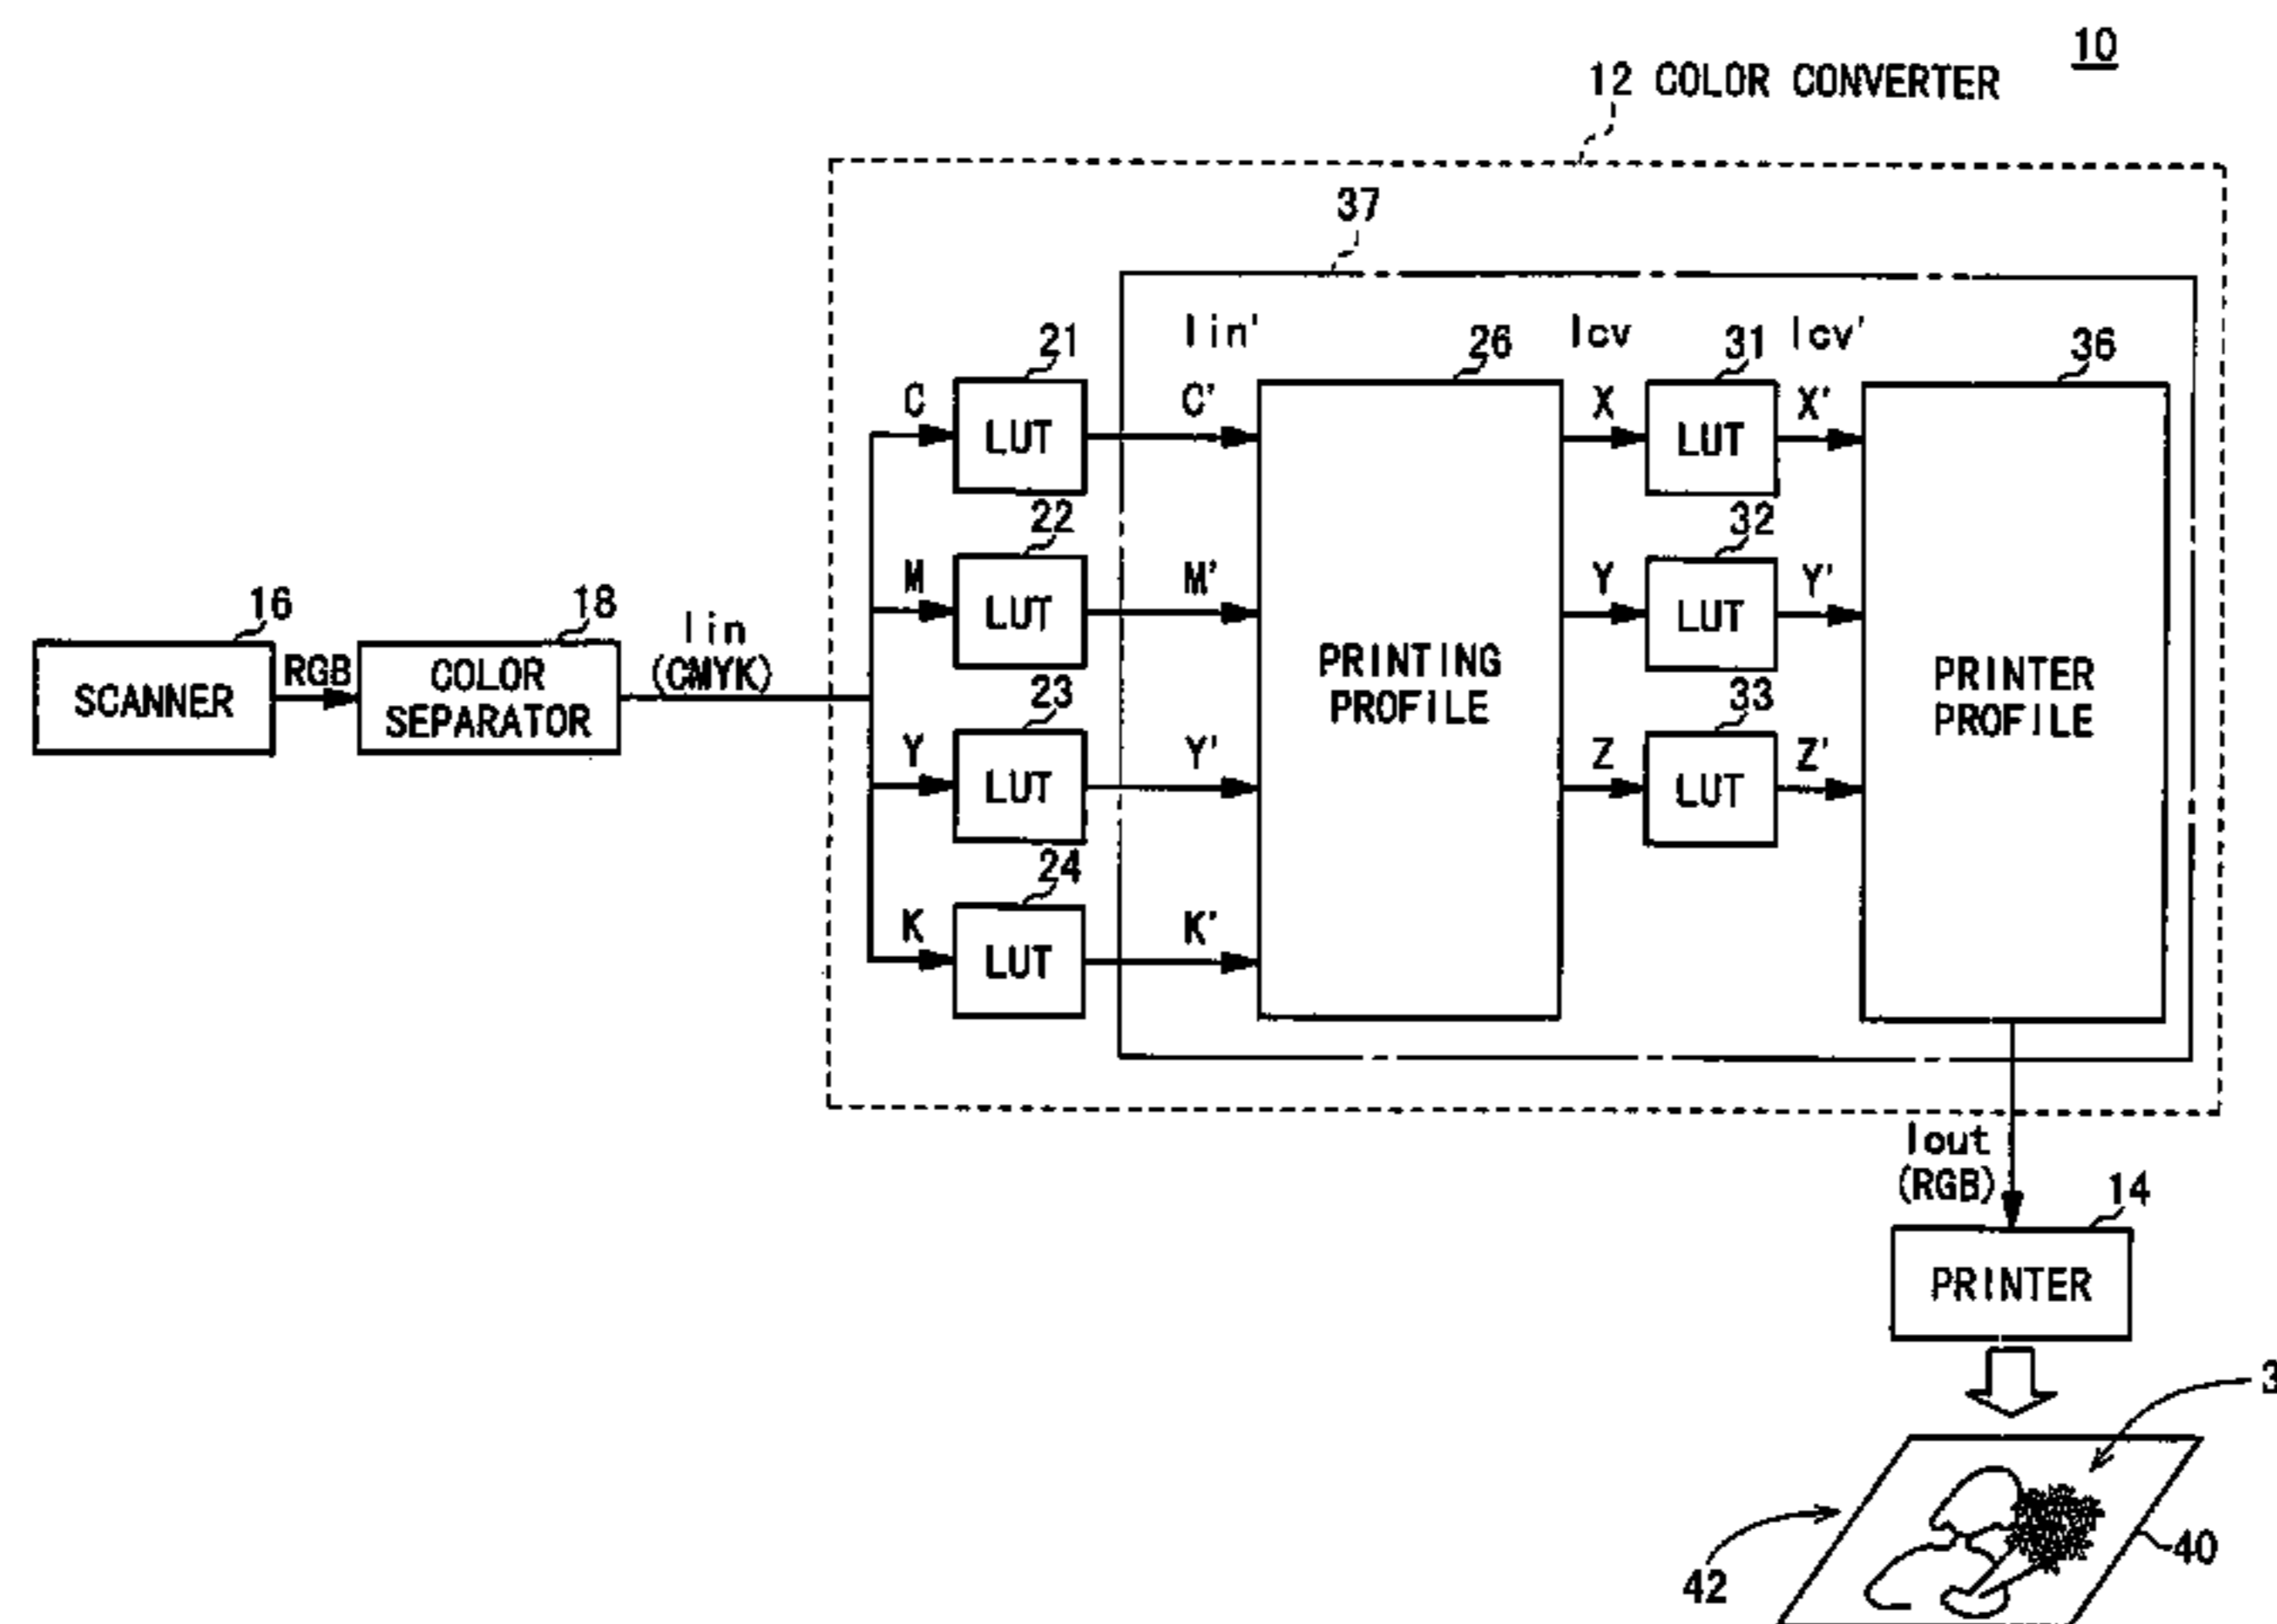 10
12 COLOR CONVERTER
37
21
Iin'
26
Icv
31
Icv'
36
C
LUT
C'
X
LUT
X'
22
32
M
LUT
M'
Y
LUT
Y'
16
18
Iin
(CMYK)
SCANNER
RGB
COLOR
SEPARATOR
PRINTING
PROFILE
PRINTER
PROFILE
23
33
Y
LUT
Y'
Z
LUT
Z'
24
K
LUT
K'
Iout
(RGB)
14
PRINTER
42
40